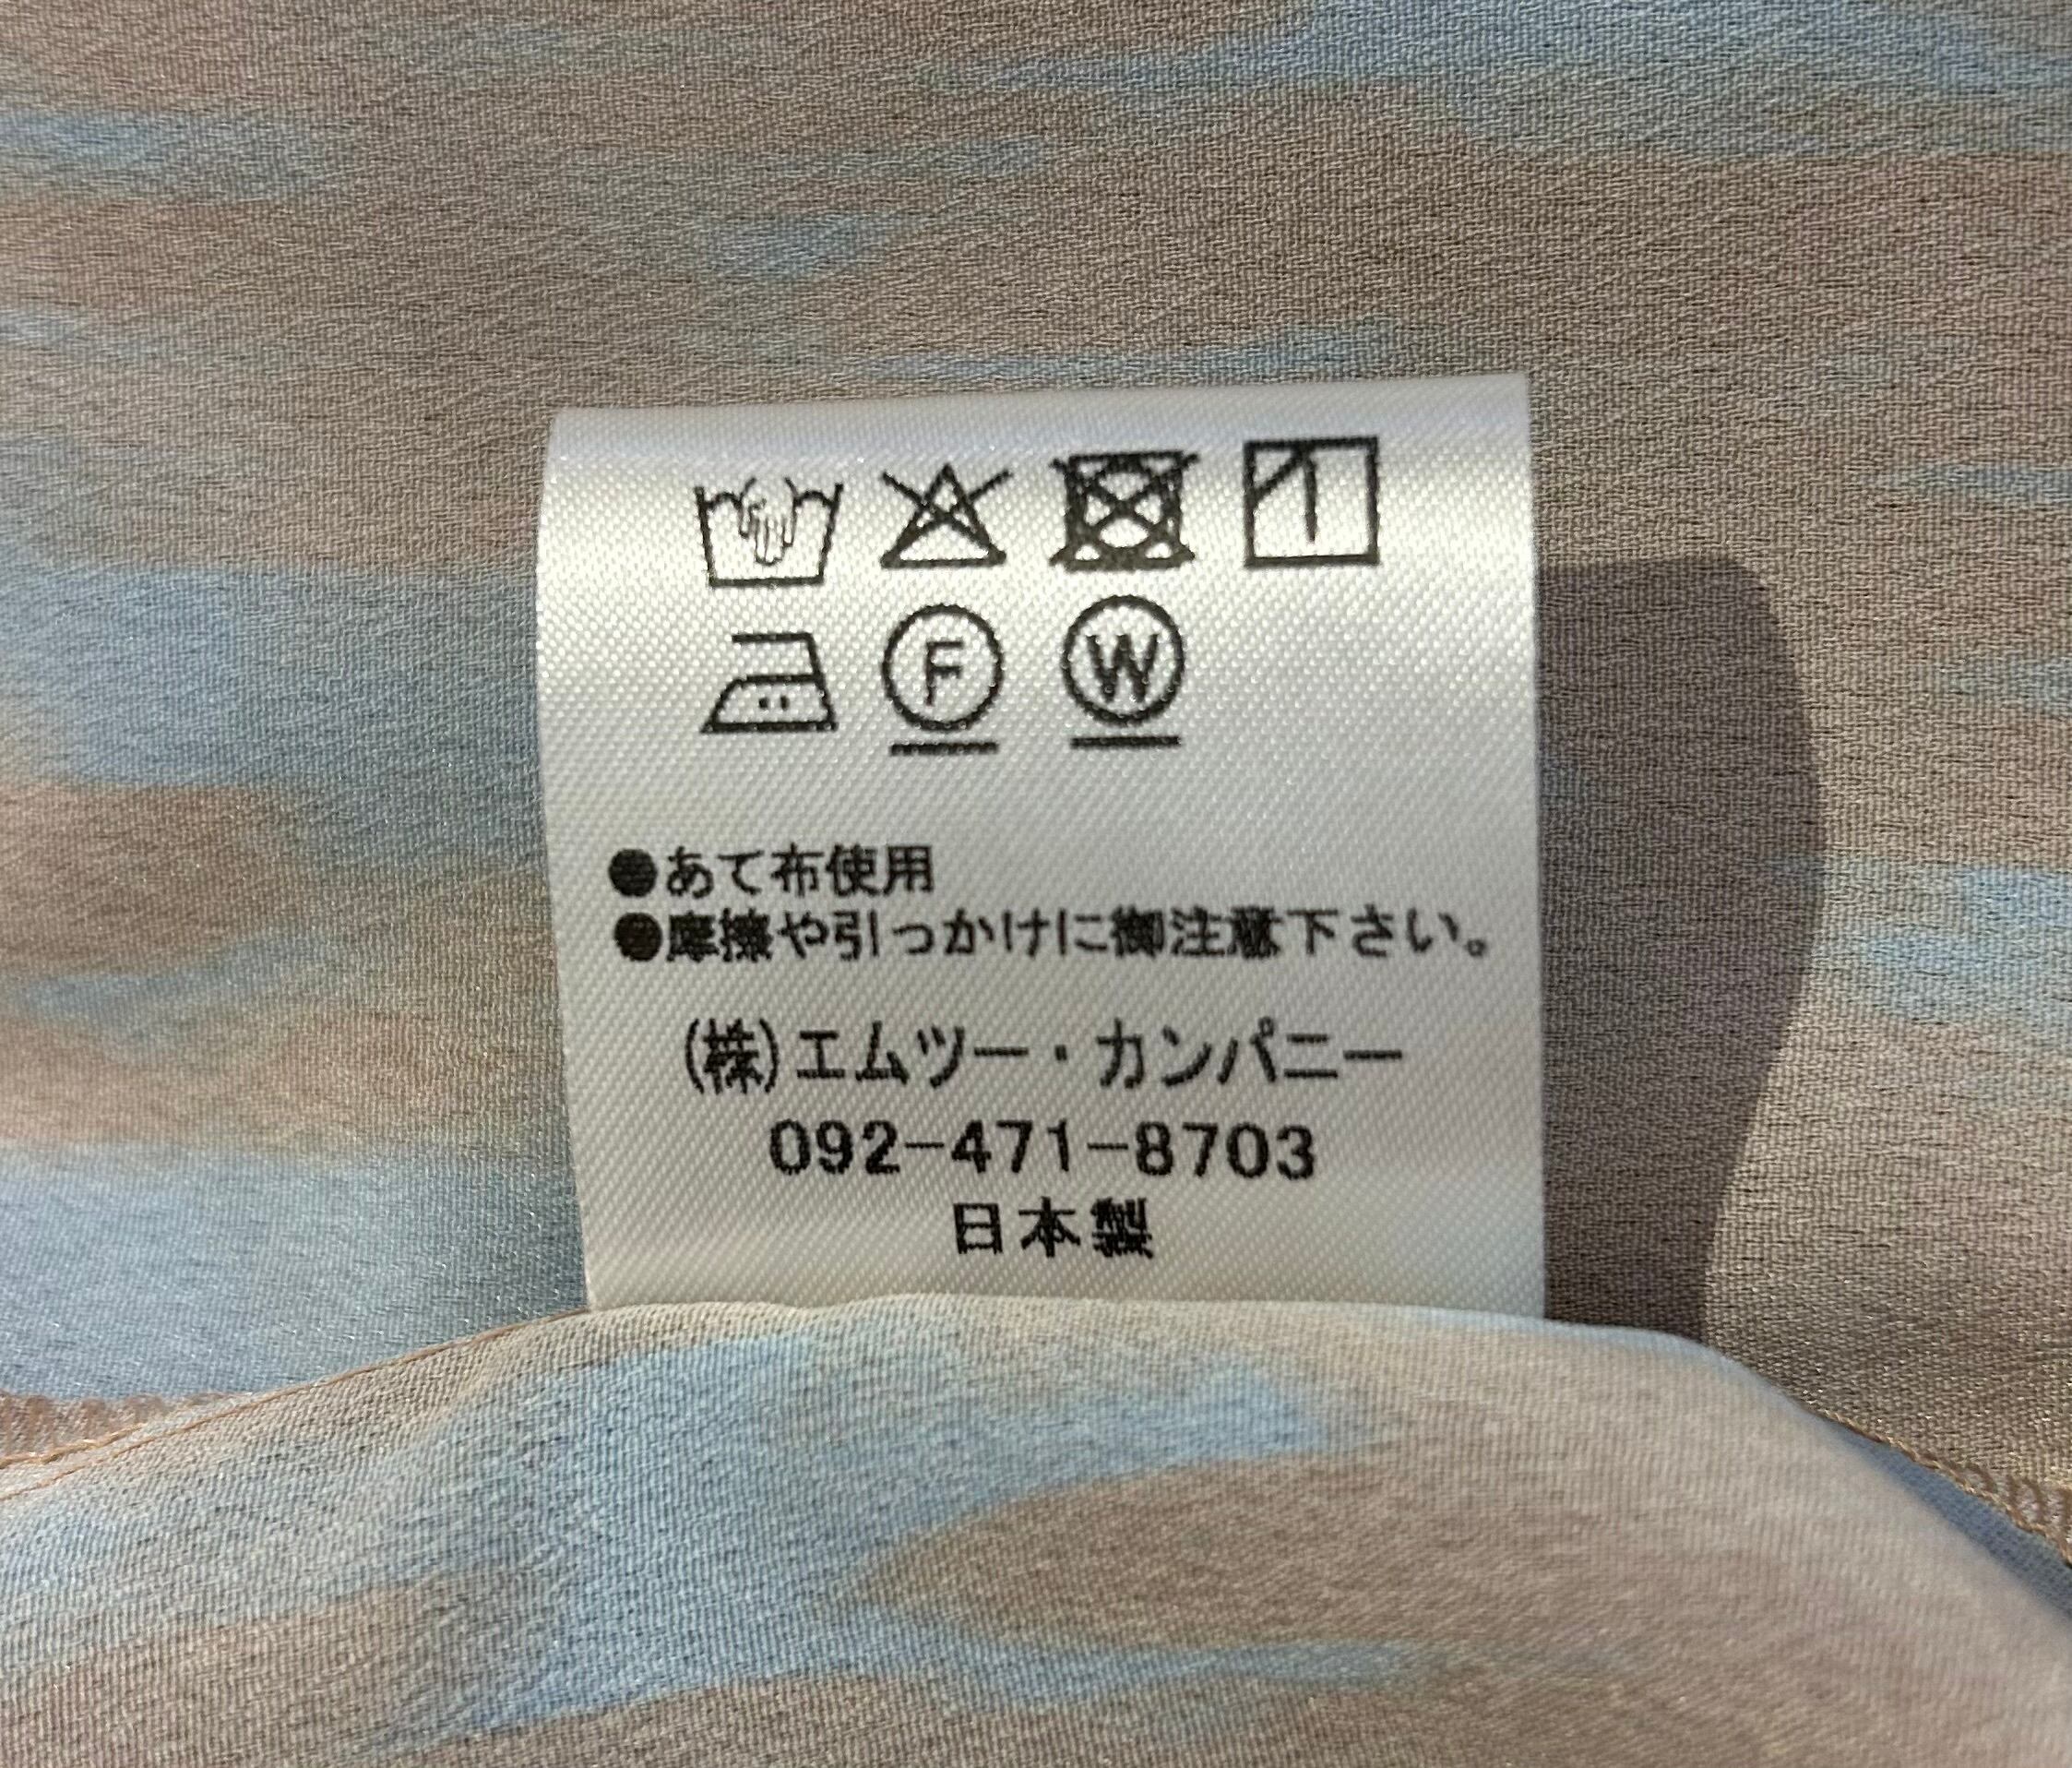 F W
●あて布使用
●摩擦や引っかけに御注意下さい。
(株)エムツー・カンパニー
092-471-8703
日本製